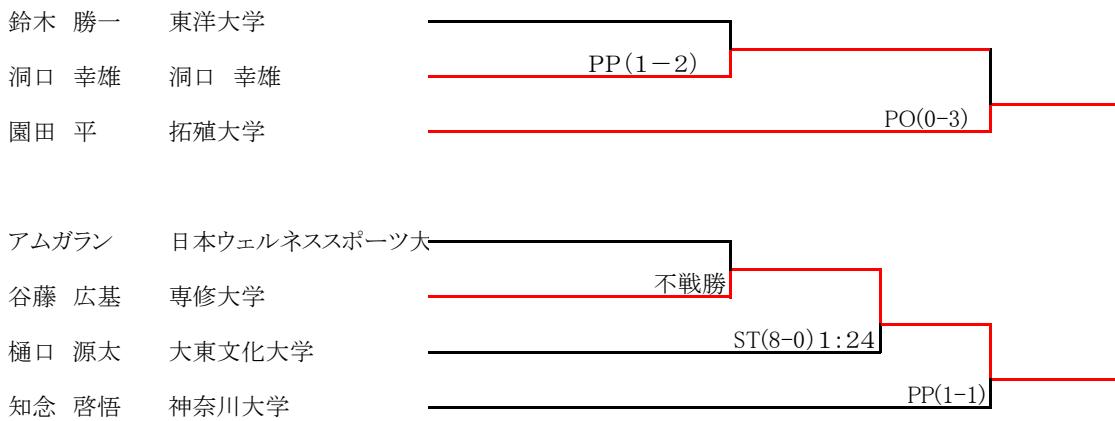 鈴木 勝一 東洋大学
洞口 幸雄 洞口 幸雄 PP(1－2)
園田 平 拓殖大学 PO(0-3)
アムガラン 日本ウェルネススポーツ大
谷藤 広基 専修大学 不戦勝
樋口 源太 大東文化大学 ST(8-0)1:24
知念 啓悟 神奈川大学 PP(1-1)